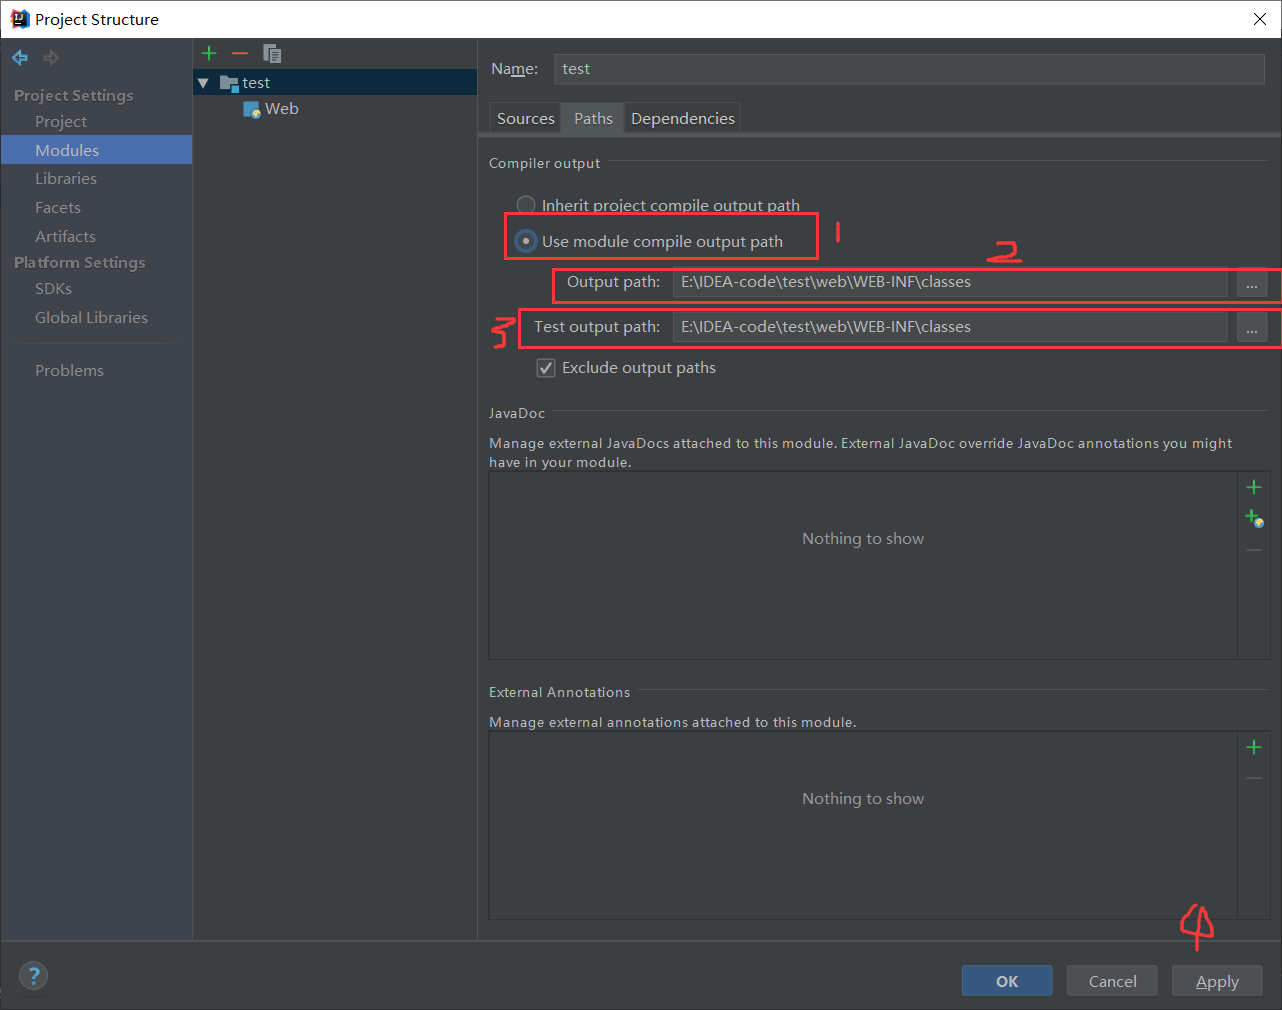 Project Structure
Project Settings
Project
Modules
Libraries
Facets
Artifacts
Platform Settings
SDKs
Global Libraries
Problems
test
Web
Name: test
Sources Paths Dependencies
Compiler output
Inherit project compile output path
Use module compile output path 1
2
Output path: E:\IDEA-code\test\web\WEB-INF\classes ...
3 Test output path: E:\IDEA-code\test\web\WEB-INF\classes ...
Exclude output paths
JavaDoc
Manage external JavaDocs attached to this module. External JavaDoc override JavaDoc annotations you might
have in your module.
Nothing to show
External Annotations
Manage external annotations attached to this module.
Nothing to show
4
? OK Cancel Apply